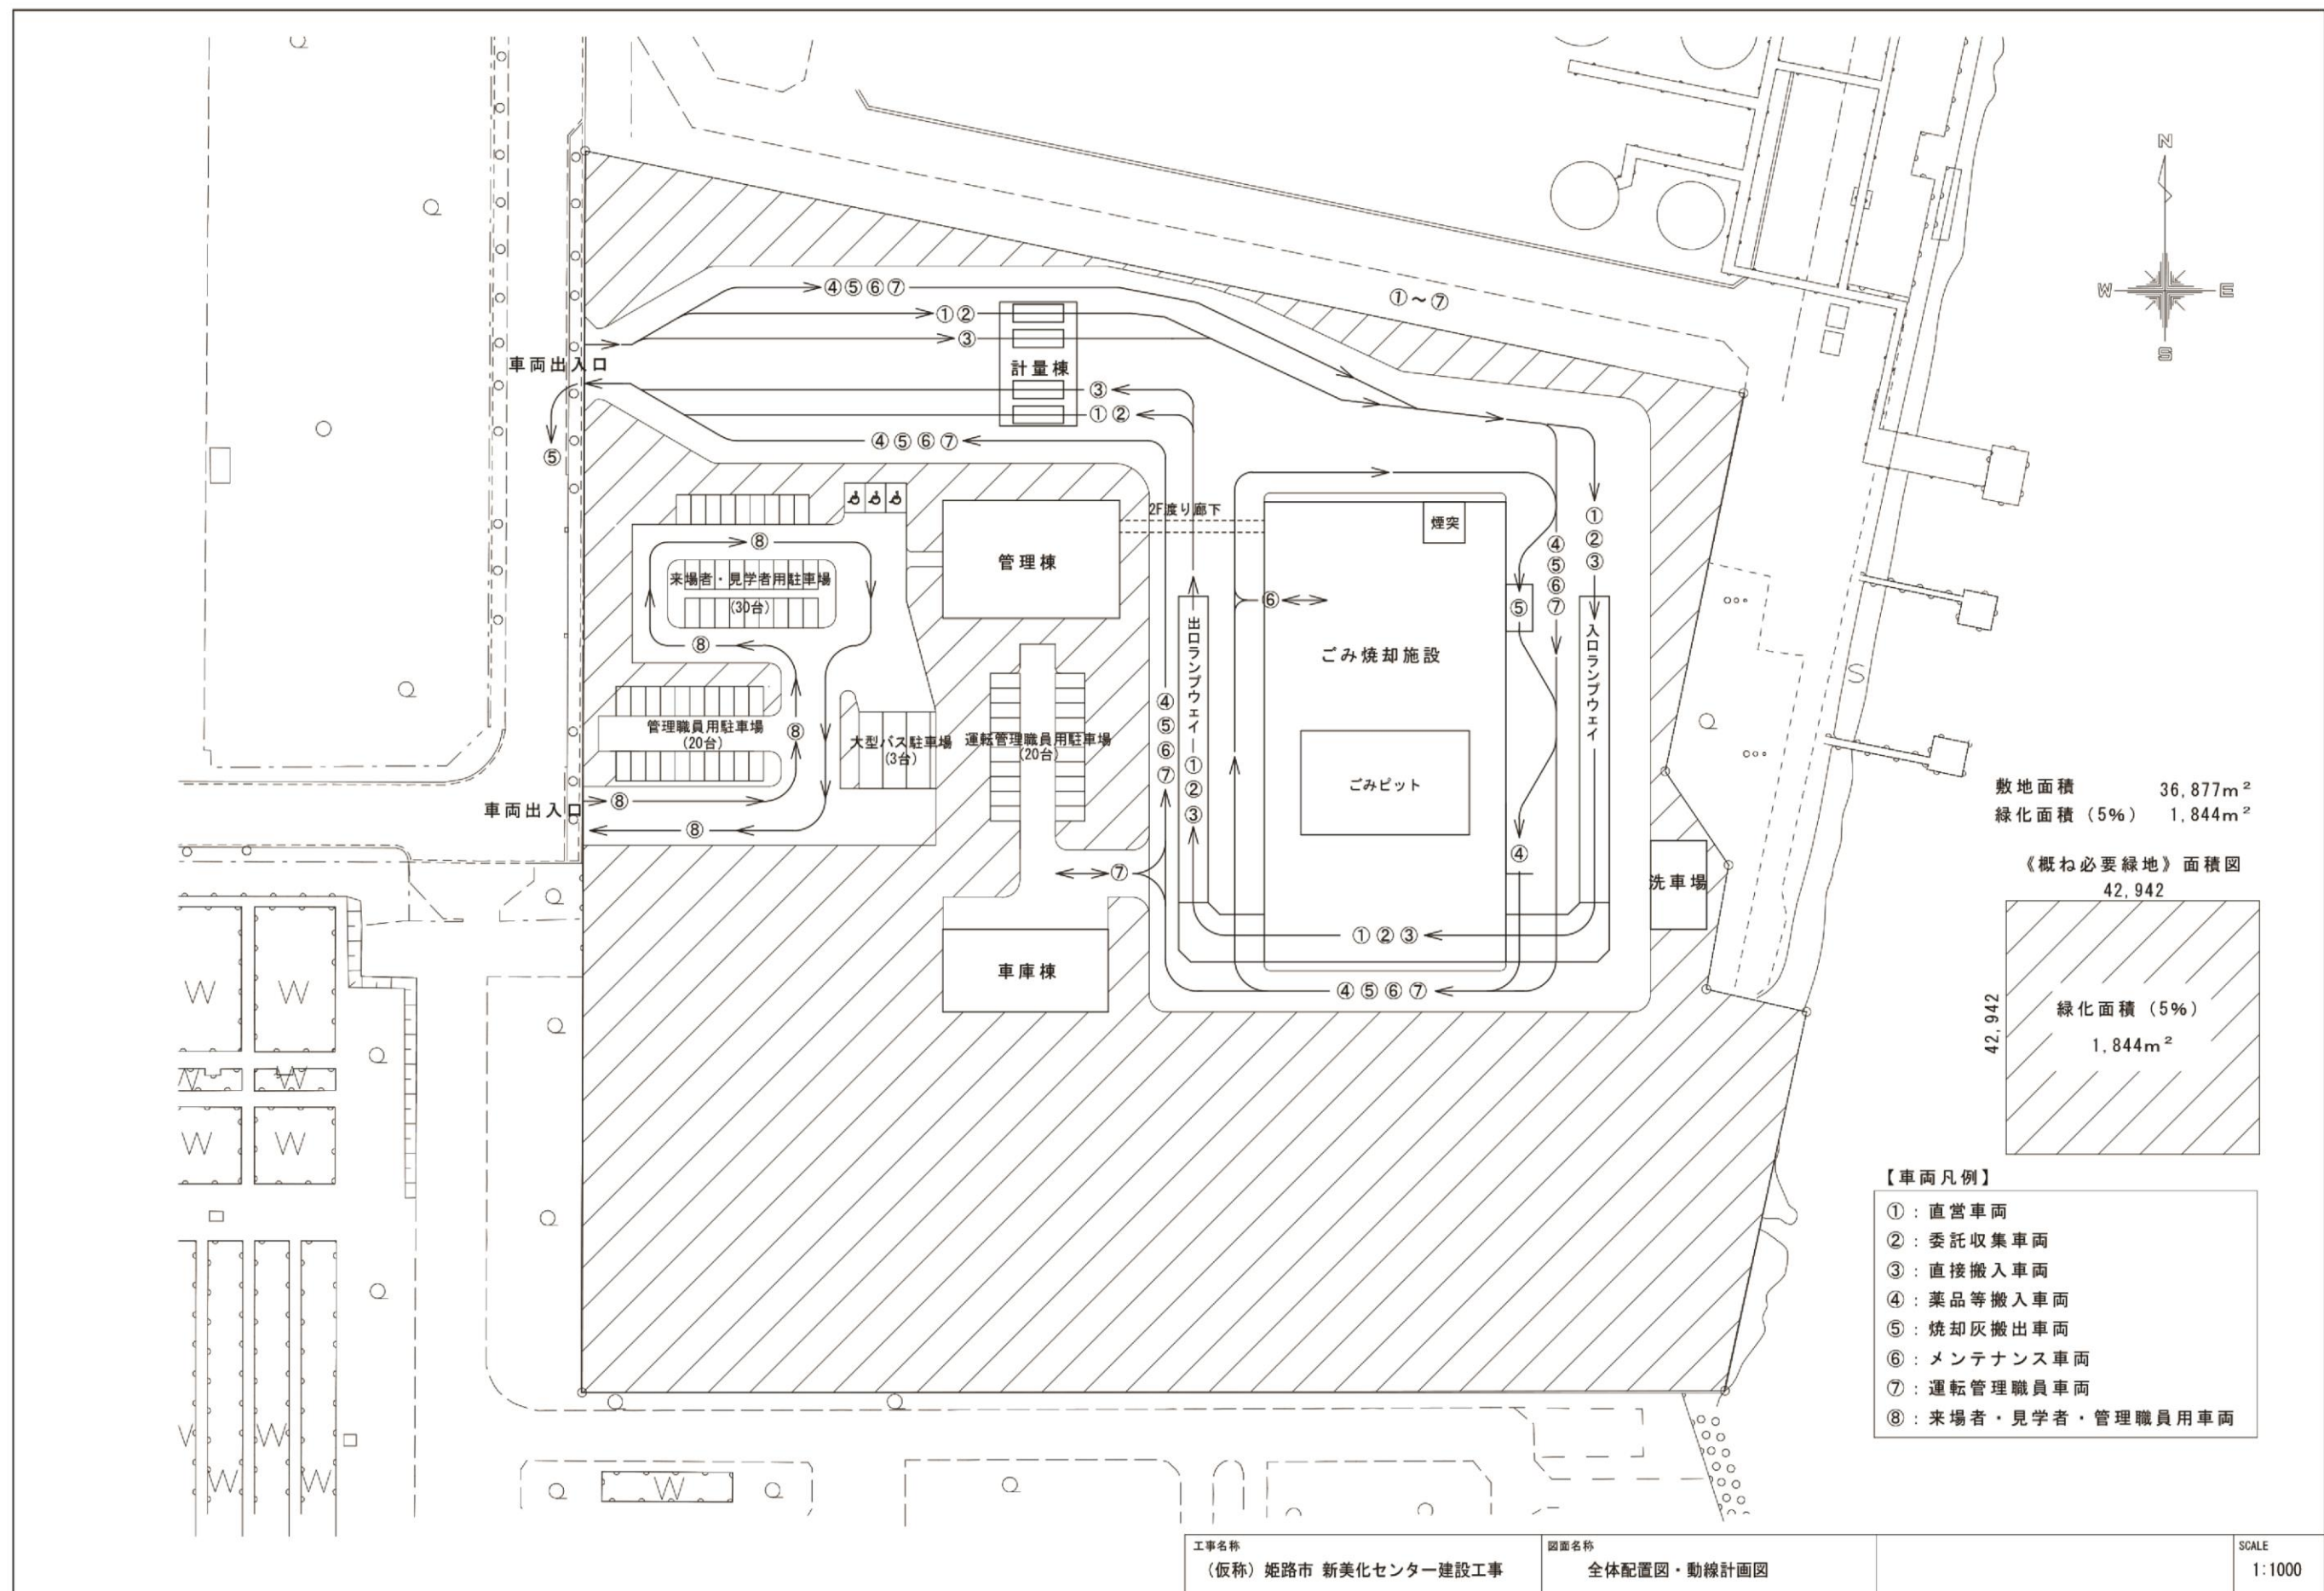 N
W E
S
①~⑦
④⑤⑥⑦
①②
③
車両出入口
計量棟
③
①②
④⑤⑥⑦
⑤
2F渡り廊下
煙突
管理棟
①
②
③
④
⑤
⑥
⑦
⑧
来場者・見学者用駐車場
(30台)
⑧
⑥
⑤
出口ランプウェイ
入口ランプウェイ
ごみ焼却施設
管理職員用駐車場
(20台)
⑧
大型バス駐車場
(3台)
運転管理職員用駐車場
(20台)
④
⑤
⑥
⑦
①
②
③
ごみピット
車両出入口
⑧
⑧
④
⑦
洗車場
①②③
車庫棟
④⑤⑥⑦
敷地面積 36,877m²
緑化面積(5%) 1,844m²
《概ね必要緑地》面積図
42,942
42,942
緑化面積(5%)
1,844m²
W W
W W
W W
W W W W
W
【車両凡例】
①:直営車両
②:委託収集車両
③:直接搬入車両
④:薬品等搬入車両
⑤:焼却灰搬出車両
⑥:メンテナンス車両
⑦:運転管理職員車両
⑧:来場者・見学者・管理職員用車両
工事名称
(仮称)姫路市 新美化センター建設工事
図面名称
全体配置図・動線計画図
SCALE
1:1000